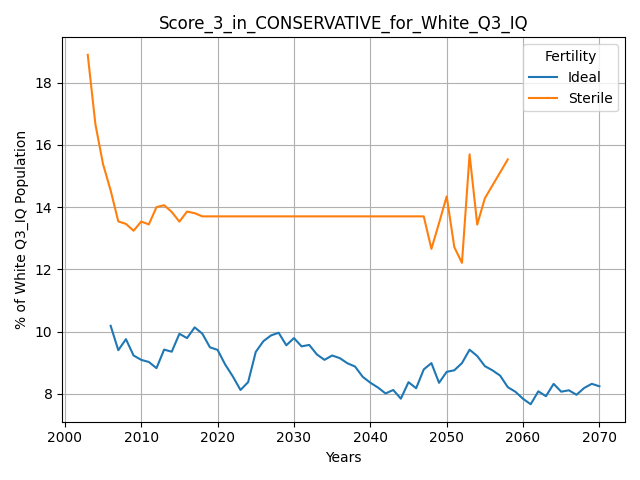 Score_3_in_CONSERVATIVE_for_White_Q3_IQ
Fertility
Ideal
Sterile
% of White Q3_IQ Population
18
16
14
12
10
8
2000 2010 2020 2030 2040 2050 2060 2070
Years